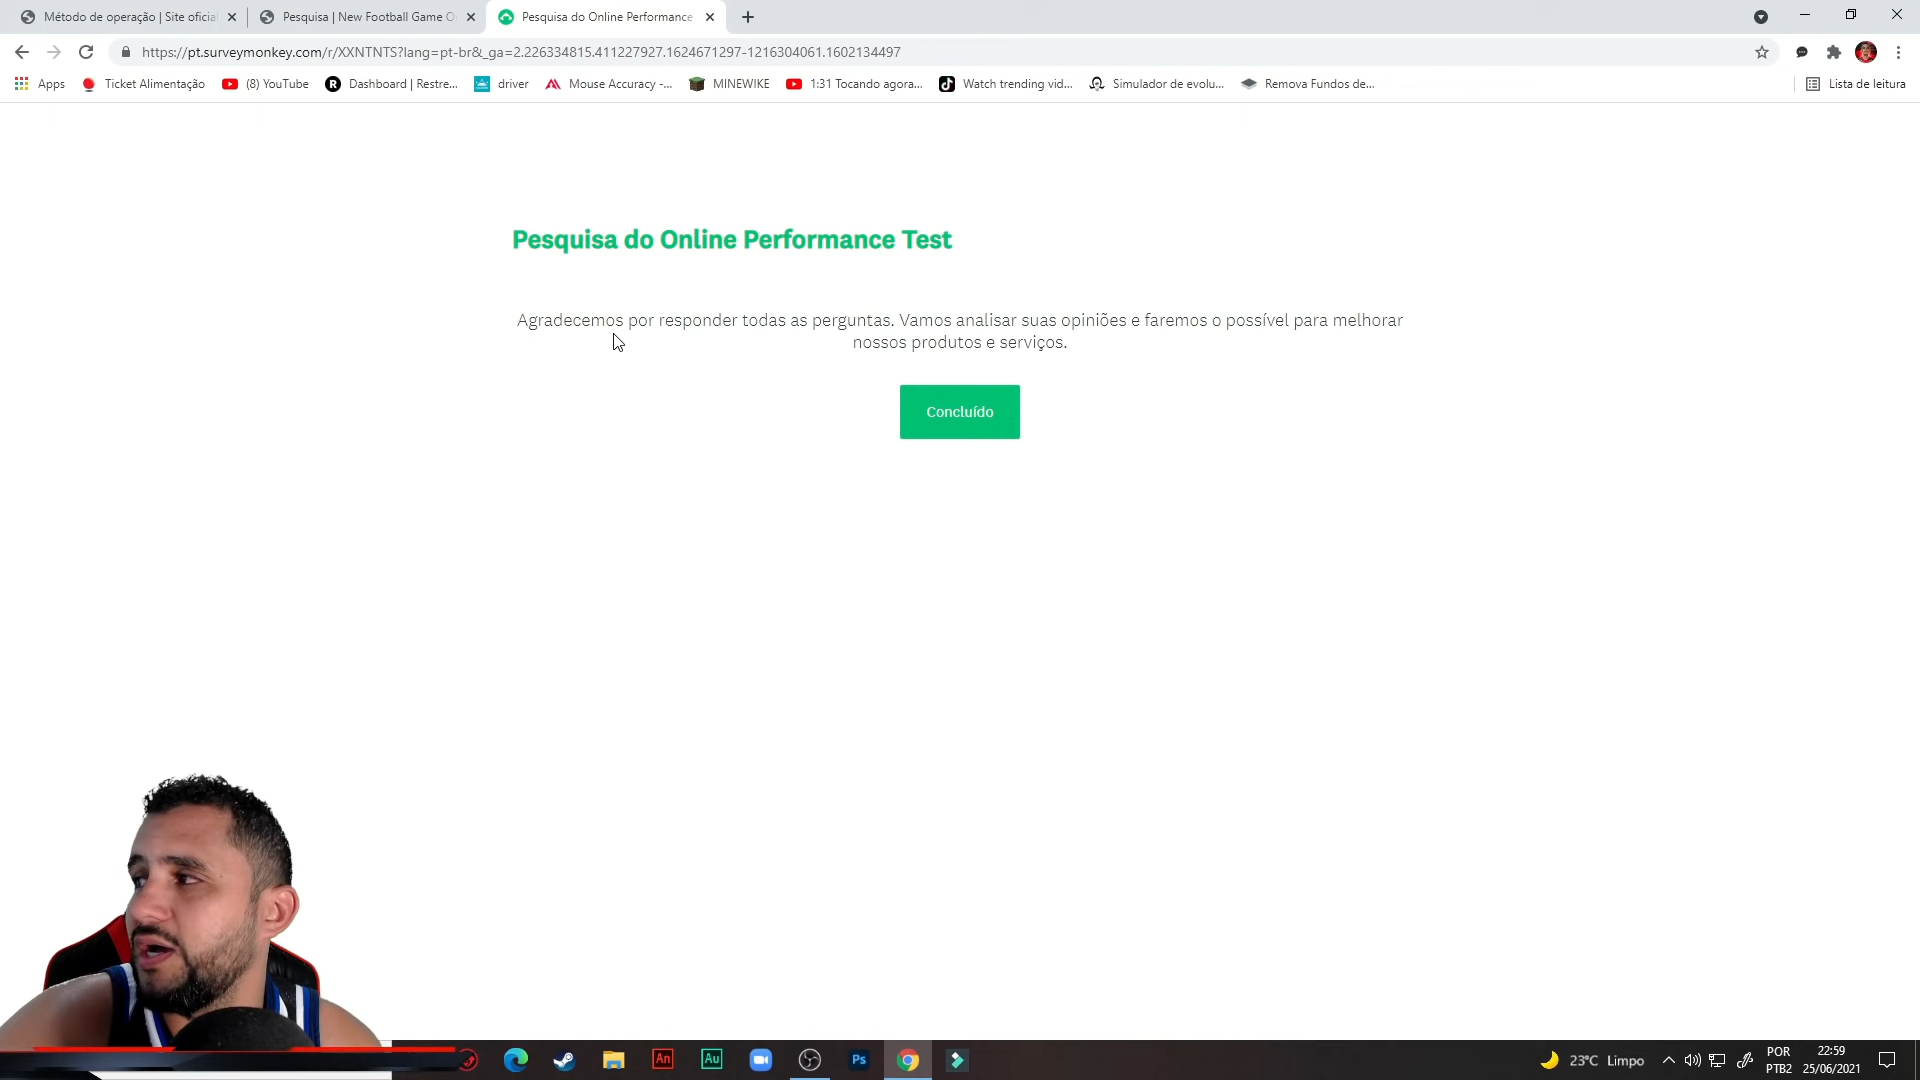 Método de operação | Site oficia
Pesquisa | New Football Game O
Pesquisa do Online Performance
https://pt.surveymonkey.com/r/XXNTNTS?lang=pt-br&_ga=2.226334815.411227927.1624671297-1216304061.1602134497
Apps
Ticket Alimentação
(8) YouTube
Dashboard | Restre...
driver
Mouse Accuracy -...
MINEWIKE
1:31 Tocando agora...
Watch trending vid...
Simulador de evolu...
Remova Fundos de...
Lista de leitura
Pesquisa do Online Performance Test
Agradecemos por responder todas as perguntas. Vamos analisar suas opiniões e faremos o possível para melhorar
nossos produtos e serviços.
Concluído
An
Au
Ps
23°C Limpo
POR
PTB2
22:59
25/06/2021